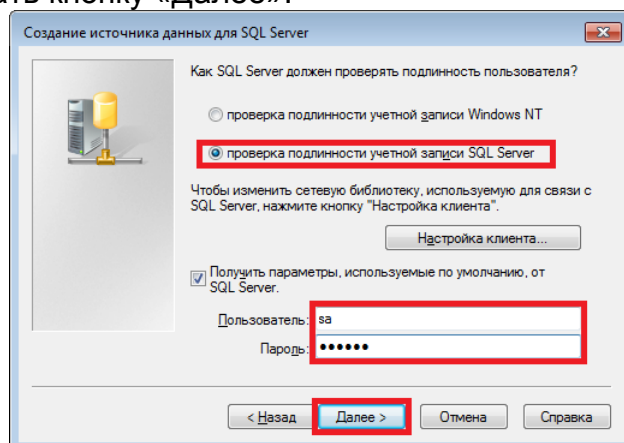 ать кнопку «Далее».
Создание источника данных для SQL Server
Как SQL Server должен проверять подлинность пользователя?
проверка подлинности учетной записи Windows NT
проверка подлинности учетной записи SQL Server
Чтобы изменить сетевую библиотеку, используемую для связи с
SQL Server, нажмите кнопку "Настройка клиента".
Настройка клиента...
Получить параметры, используемые по умолчанию, от
SQL Server.
Пользователь: sa
Пароль: ••••••
< Назад Далее > Отмена Справка